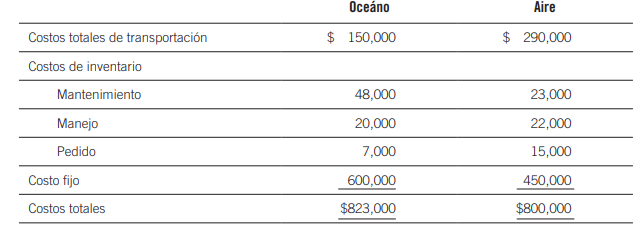 Oceáno Aire
Costos totales de transportación $ 150,000 $ 290,000
Costos de inventario
Mantenimiento 48,000 23,000
Manejo 20,000 22,000
Pedido 7,000 15,000
Costo fijo 600,000 450,000
Costos totales $823,000 $800,000